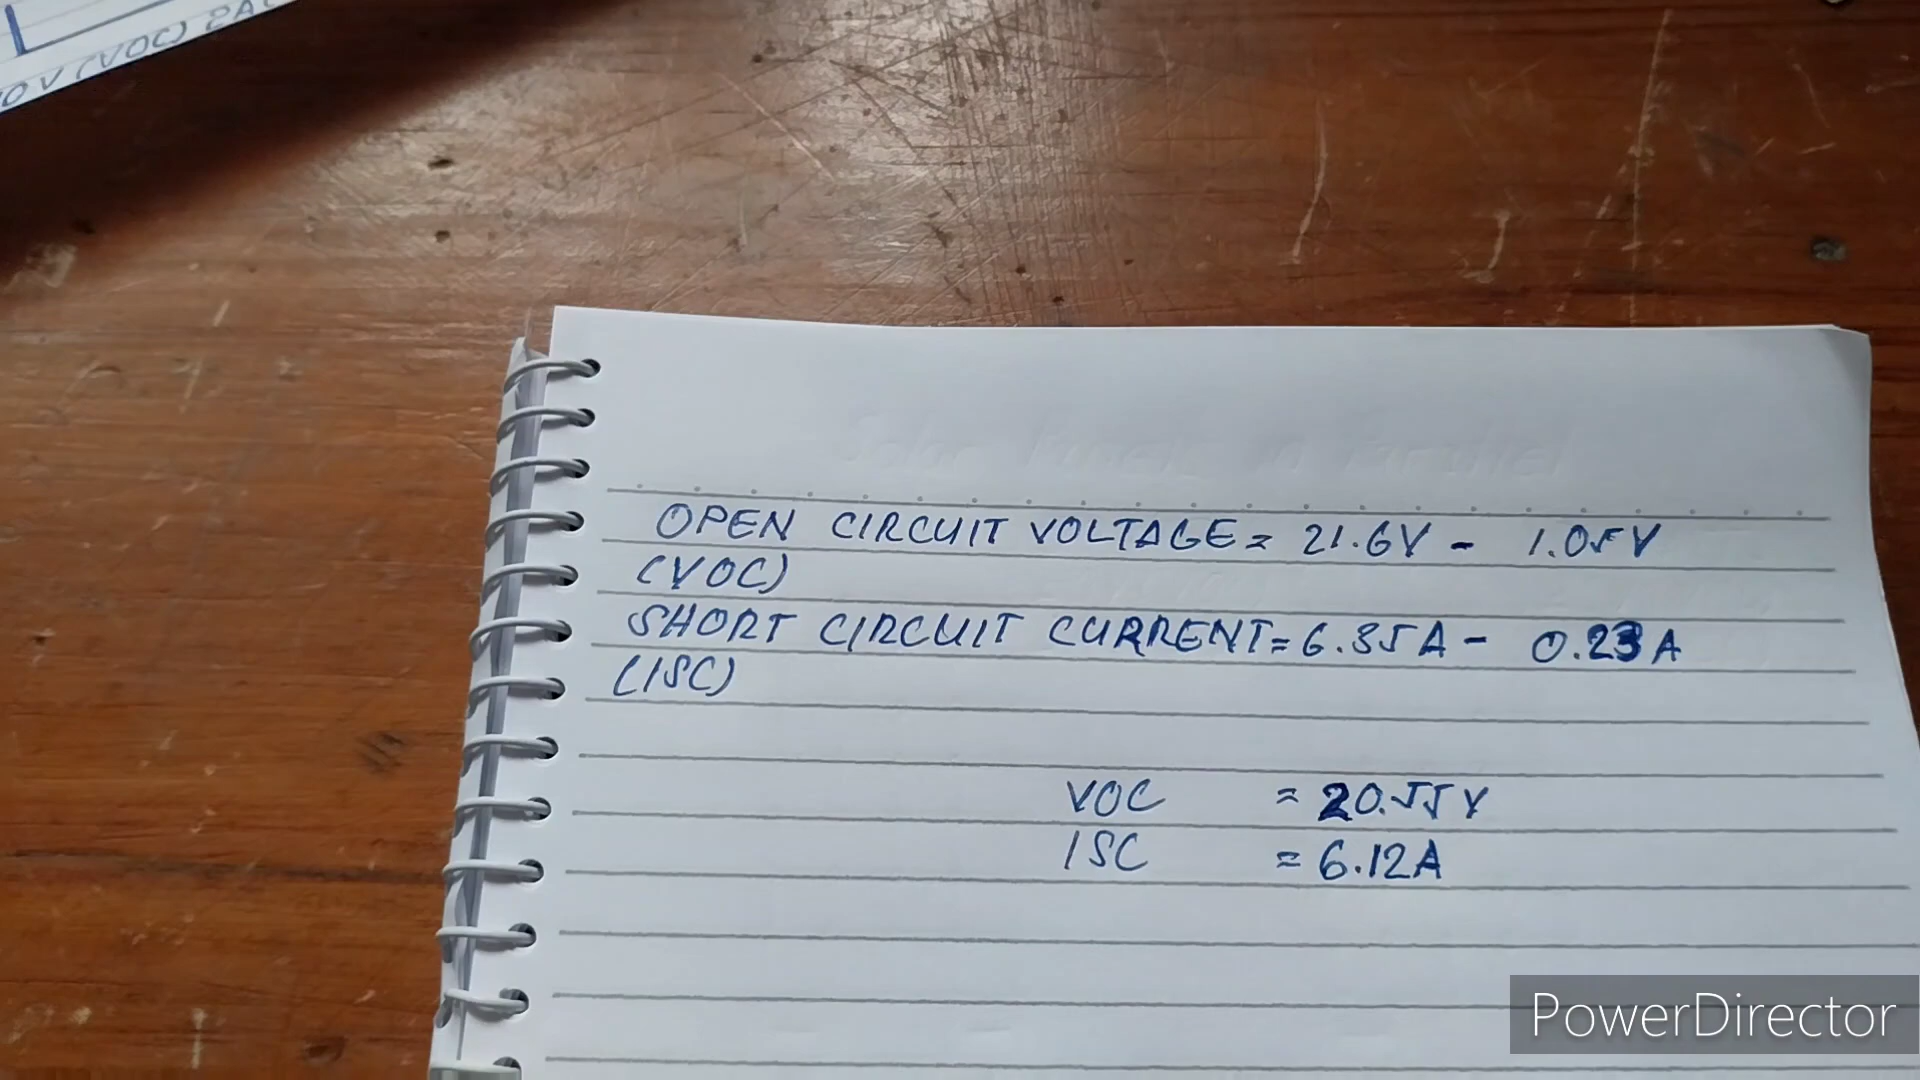 OPEN CIRCUIT VOLTAGE = 21.6V - 1.05V
(VOC)
SHORT CIRCUIT CURRENT = 6.35A - 0.23A
(ISC)
VOC = 20.55V
ISC = 6.12A
PowerDirector